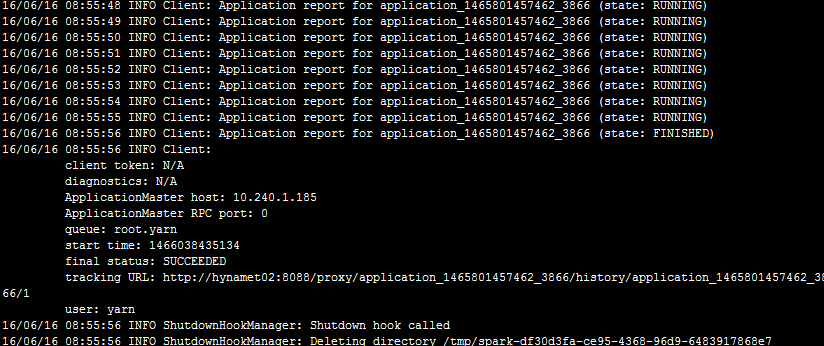 16/06/16 08:55:48 INFO Client: Application report for application_1465801457462_3866 (state: RUNNING)
16/06/16 08:55:49 INFO Client: Application report for application_1465801457462_3866 (state: RUNNING)
16/06/16 08:55:50 INFO Client: Application report for application_1465801457462_3866 (state: RUNNING)
16/06/16 08:55:51 INFO Client: Application report for application_1465801457462_3866 (state: RUNNING)
16/06/16 08:55:52 INFO Client: Application report for application_1465801457462_3866 (state: RUNNING)
16/06/16 08:55:53 INFO Client: Application report for application_1465801457462_3866 (state: RUNNING)
16/06/16 08:55:54 INFO Client: Application report for application_1465801457462_3866 (state: RUNNING)
16/06/16 08:55:55 INFO Client: Application report for application_1465801457462_3866 (state: RUNNING)
16/06/16 08:55:56 INFO Client: Application report for application_1465801457462_3866 (state: FINISHED)
16/06/16 08:55:56 INFO Client:
client token: N/A
diagnostics: N/A
ApplicationMaster host: 10.240.1.185
ApplicationMaster RPC port: 0
queue: root.yarn
start time: 1466038435134
final status: SUCCEEDED
tracking URL: http://hynamet02:8088/proxy/application_1465801457462_3866/history/application_1465801457462_38
66/1
user: yarn
16/06/16 08:55:56 INFO ShutdownHookManager: Shutdown hook called
16/06/16 08:55:56 INFO ShutdownHookManager: Deleting directory /tmp/spark-df30d3fa-ce95-4368-96d9-6483917868e7